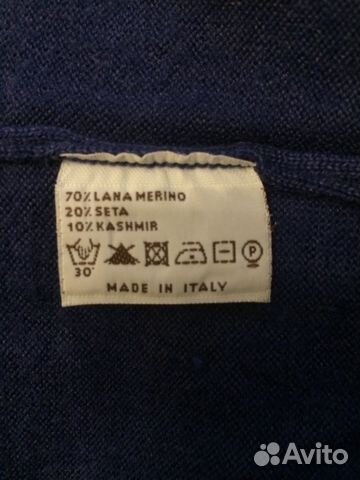 70% LANA MERINO
20% SETA
10% KASHMIR
30°
P
MADE IN ITALY
Avito